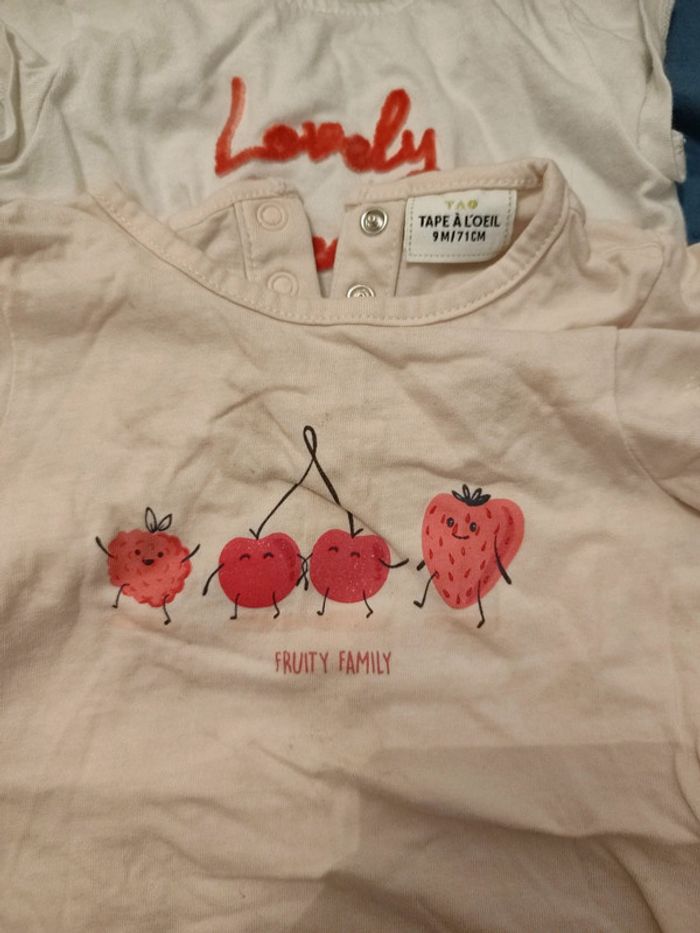 Lovely
TAO
TAPE À L'OEIL
9M/71CM
FRUITY FAMILY